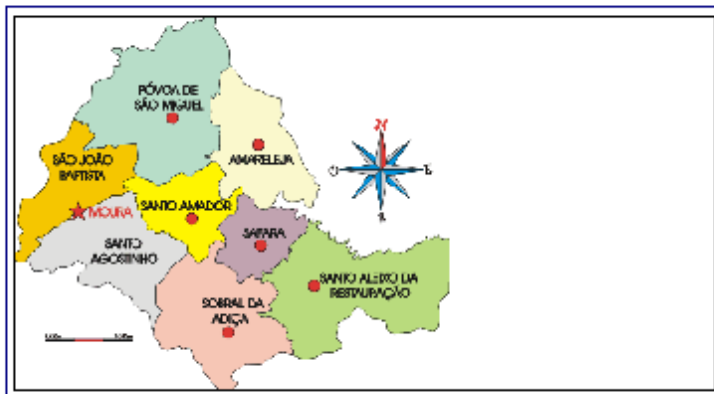 PÓVOA DE
SÃO MIGUEL
AMARELEJA
N
O
E
S
SÃO JOÃO
BAPTISTA
SANTO AMADOR
MOURA
SAFARA
SANTO
AGOSTINHO
SANTO ALEIXO DA
RESTAURAÇÃO
SOBRAL DA
ADIÇA